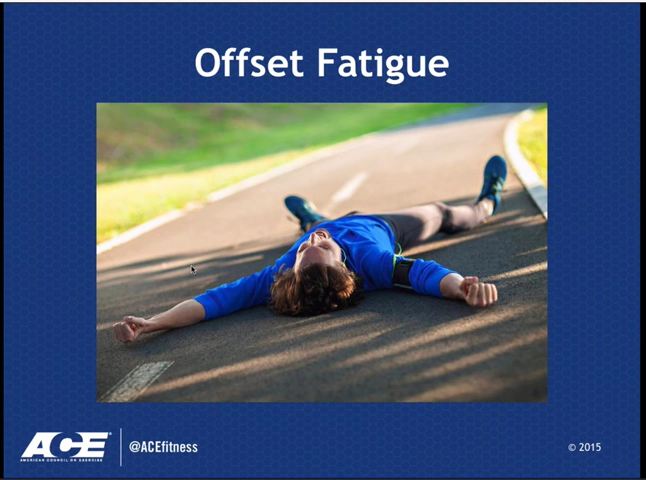 Offset Fatigue
ACE
AMERICAN COUNCIL ON EXERCISE
@ACEfitness
© 2015